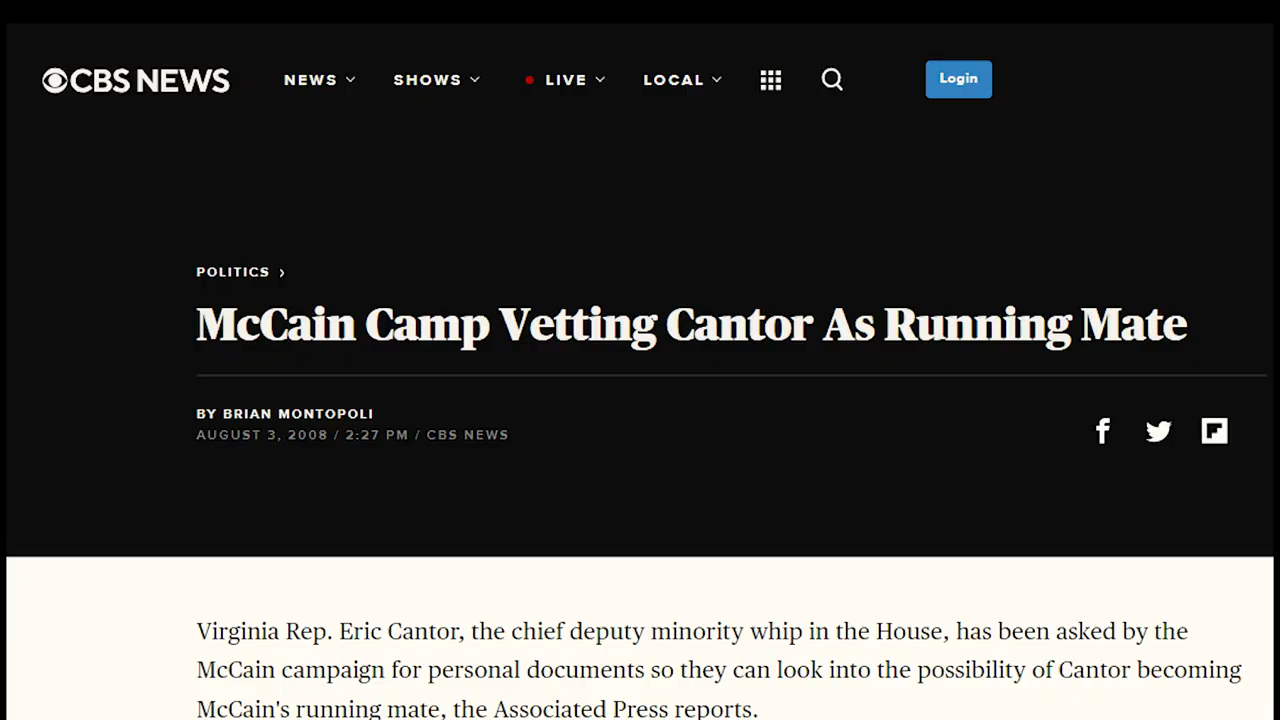 CBS NEWS
NEWS
SHOWS
LIVE
LOCAL
Login
POLITICS ›
McCain Camp Vetting Cantor As Running Mate
BY BRIAN MONTOPOLI
AUGUST 3, 2008 / 2:27 PM / CBS NEWS
Virginia Rep. Eric Cantor, the chief deputy minority whip in the House, has been asked by the
McCain campaign for personal documents so they can look into the possibility of Cantor becoming
McCain's running mate, the Associated Press reports.